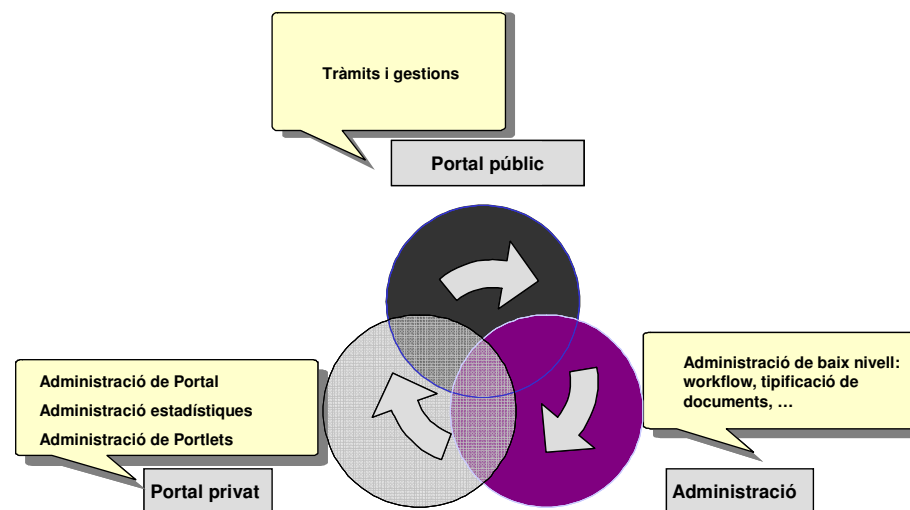 Tràmits i gestions
Portal públic
Administració de Portal
Administració estadístiques
Administració de Portlets
Portal privat
Administració de baix nivell:
workflow, tipificació de
documents, …
Administració